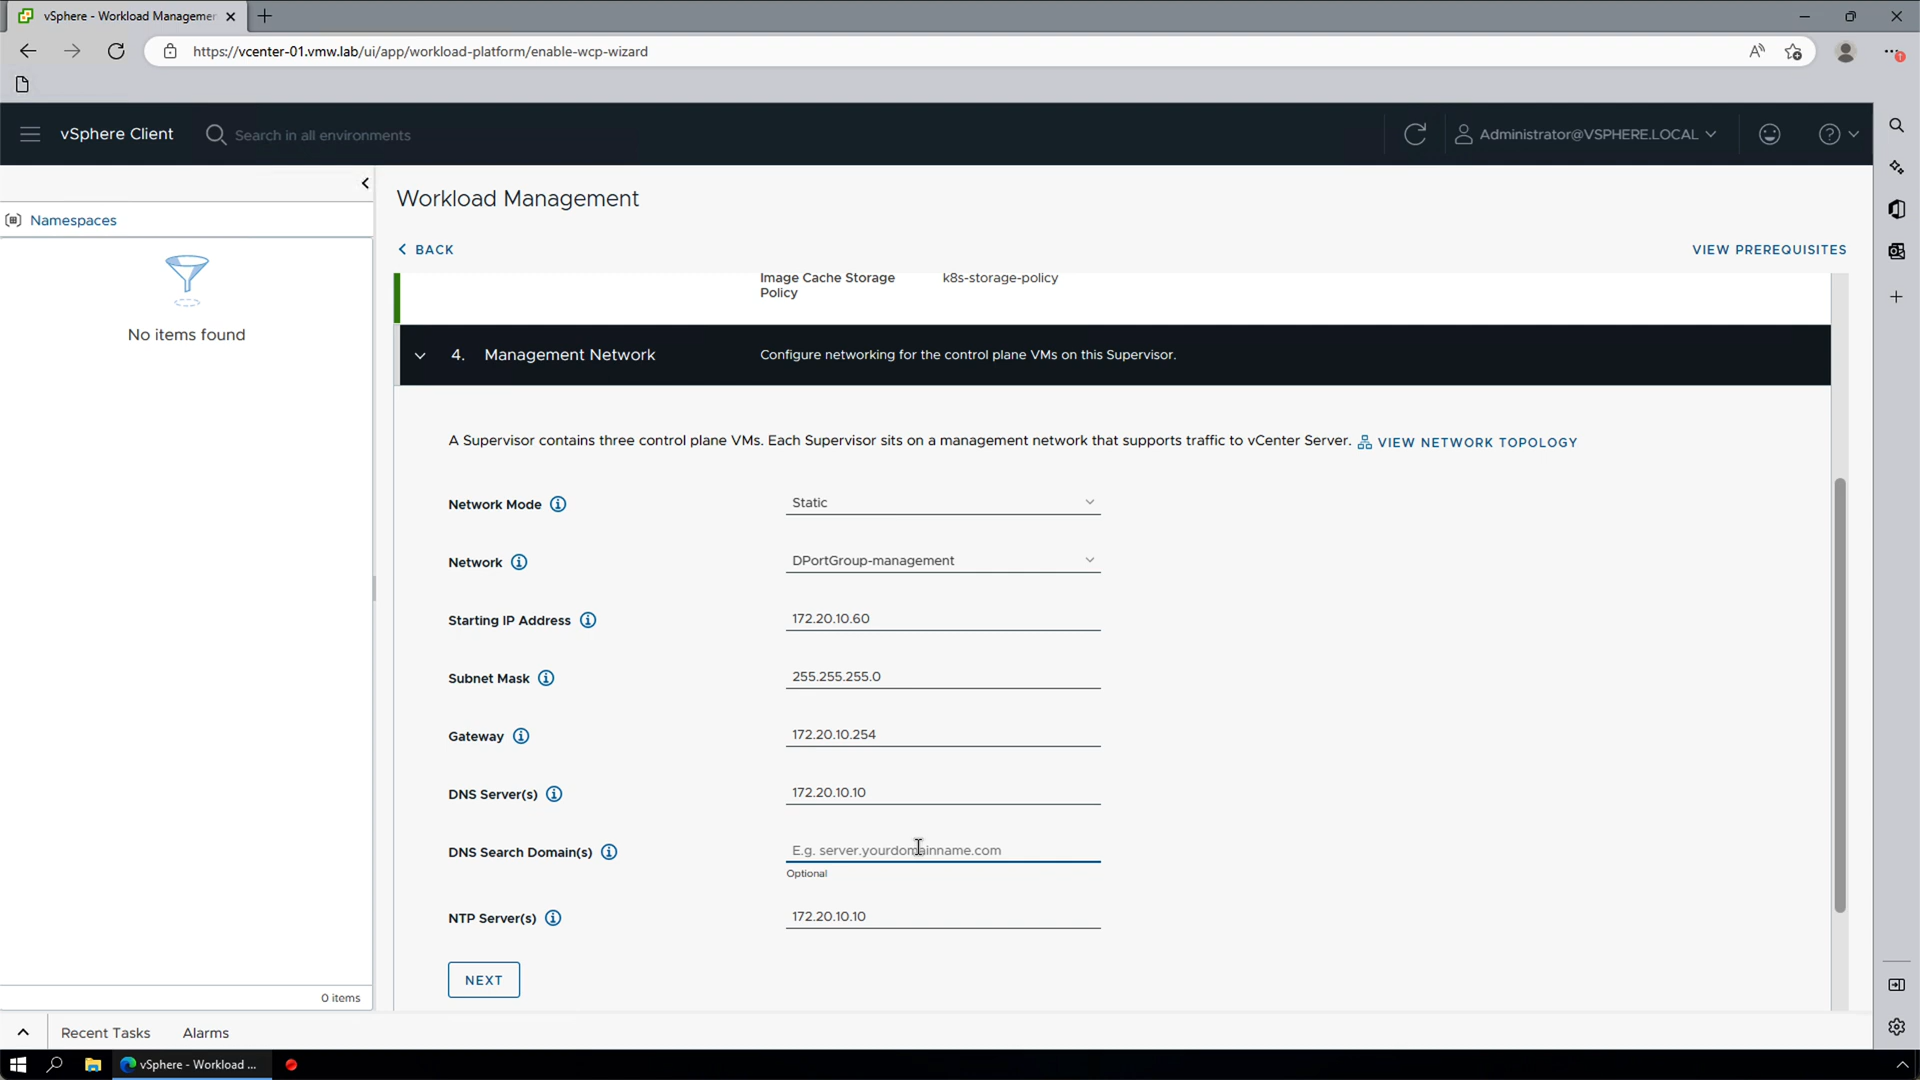 vSphere - Workload Managemer
https://vcenter-01.vmw.lab/ui/app/workload-platform/enable-wcp-wizard
vSphere Client
Search in all environments
Administrator@VSPHERE.LOCAL
Workload Management
Namespaces
BACK
VIEW PREREQUISITES
Image Cache Storage
Policy
k8s-storage-policy
No items found
4. Management Network
Configure networking for the control plane VMs on this Supervisor.
A Supervisor contains three control plane VMs. Each Supervisor sits on a management network that supports traffic to vCenter Server.
VIEW NETWORK TOPOLOGY
Network Mode
Static
Network
DPortGroup-management
Starting IP Address
172.20.10.60
Subnet Mask
255.255.255.0
Gateway
172.20.10.254
DNS Server(s)
172.20.10.10
DNS Search Domain(s)
E.g. server.yourdomainname.com
Optional
NTP Server(s)
172.20.10.10
NEXT
0 items
Recent Tasks
Alarms
vSphere - Workload ...